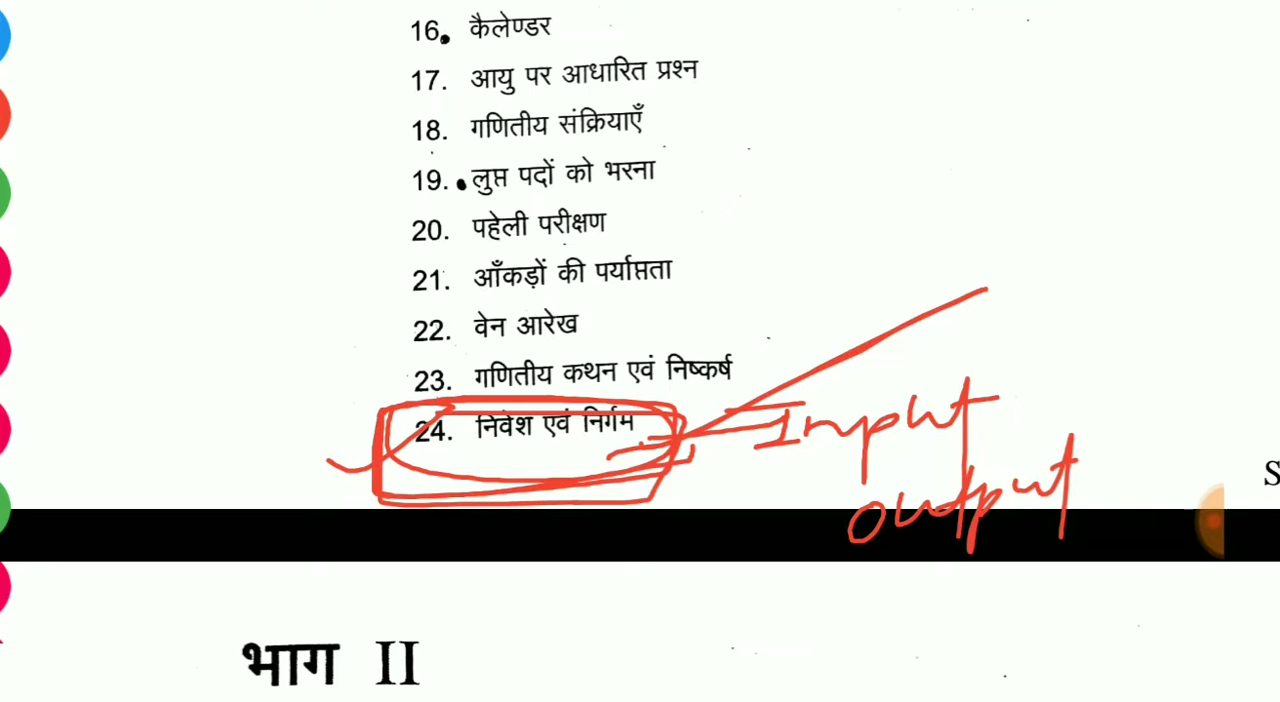 16. कैलेण्डर
17. आयु पर आधारित प्रश्न
18. गणितीय संक्रियाएँ
19. लुप्त पदों को भरना
20. पहेली परीक्षण
21. आँकड़ों की पर्याप्तता
22. वेन आरेख
23. गणितीय कथन एवं निष्कर्ष
24. निवेश एवं निर्गम
Input
output
S
भाग II